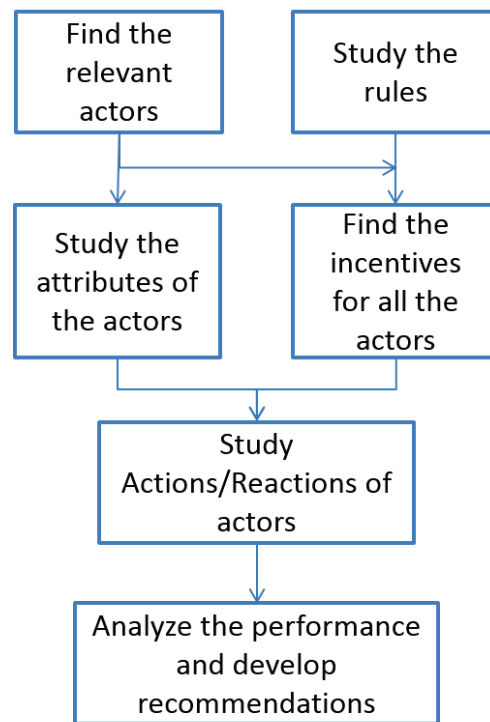 Find the
relevant
actors
Study the
rules
Study the
attributes of
the actors
Find the
incentives
for all the
actors
Study
Actions/Reactions of
actors
Analyze the performance
and develop
recommendations